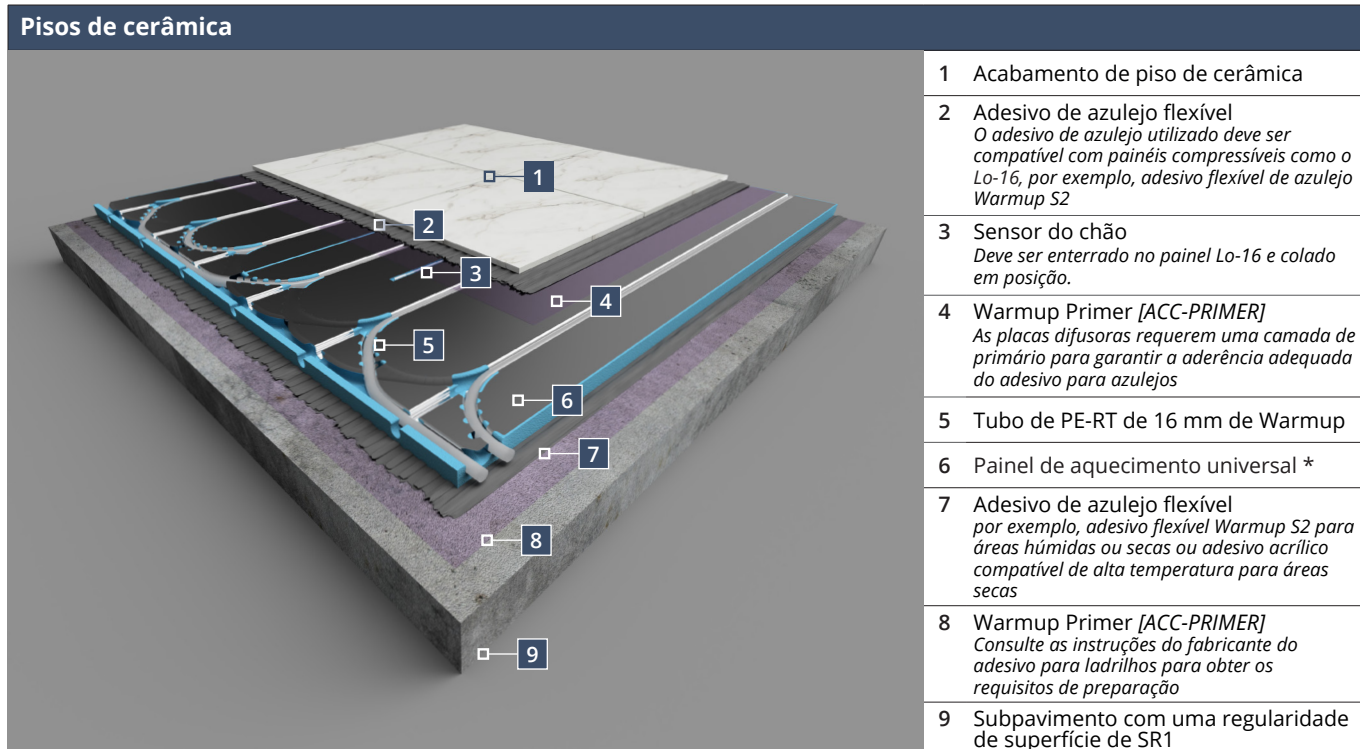 Pisos de cerâmica
1
2
3
4
5
6
7
8
9
1 Acabamento de piso de cerâmica
2 Adesivo de azulejo flexível
O adesivo de azulejo utilizado deve ser
compatível com painéis compressíveis como o
Lo-16, por exemplo, adesivo flexível de azulejo
Warmup S2
3 Sensor do chão
Deve ser enterrado no painel Lo-16 e colado
em posição.
4 Warmup Primer [ACC-PRIMER]
As placas difusoras requerem uma camada de
primário para garantir a aderência adequada
do adesivo para azulejos
5 Tubo de PE-RT de 16 mm de Warmup
6 Painel de aquecimento universal *
7 Adesivo de azulejo flexível
por exemplo, adesivo flexível Warmup S2 para
áreas húmidas ou secas ou adesivo acrílico
compatível de alta temperatura para áreas
secas
8 Warmup Primer [ACC-PRIMER]
Consulte as instruções do fabricante do
adesivo para ladrilhos para obter os
requisitos de preparação
9 Subpavimento com uma regularidade
de superfície de SR1